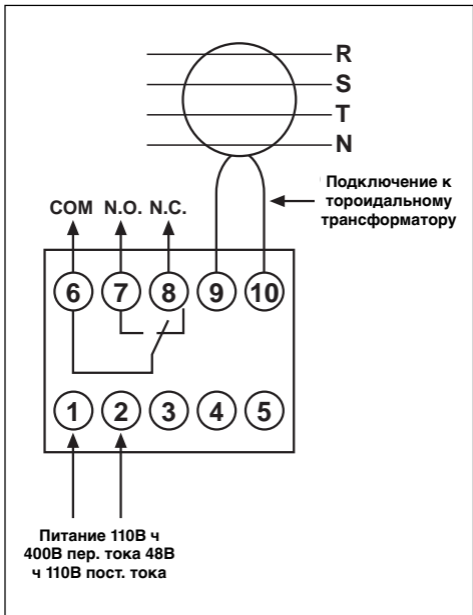 R
S
T
N
Подключение к
тороидальному
трансформатору
COM N.O. N.C.
6 7 8 9 10
1 2 3 4 5
Питание 110В ч
400В пер. тока 48В
ч 110В пост. тока